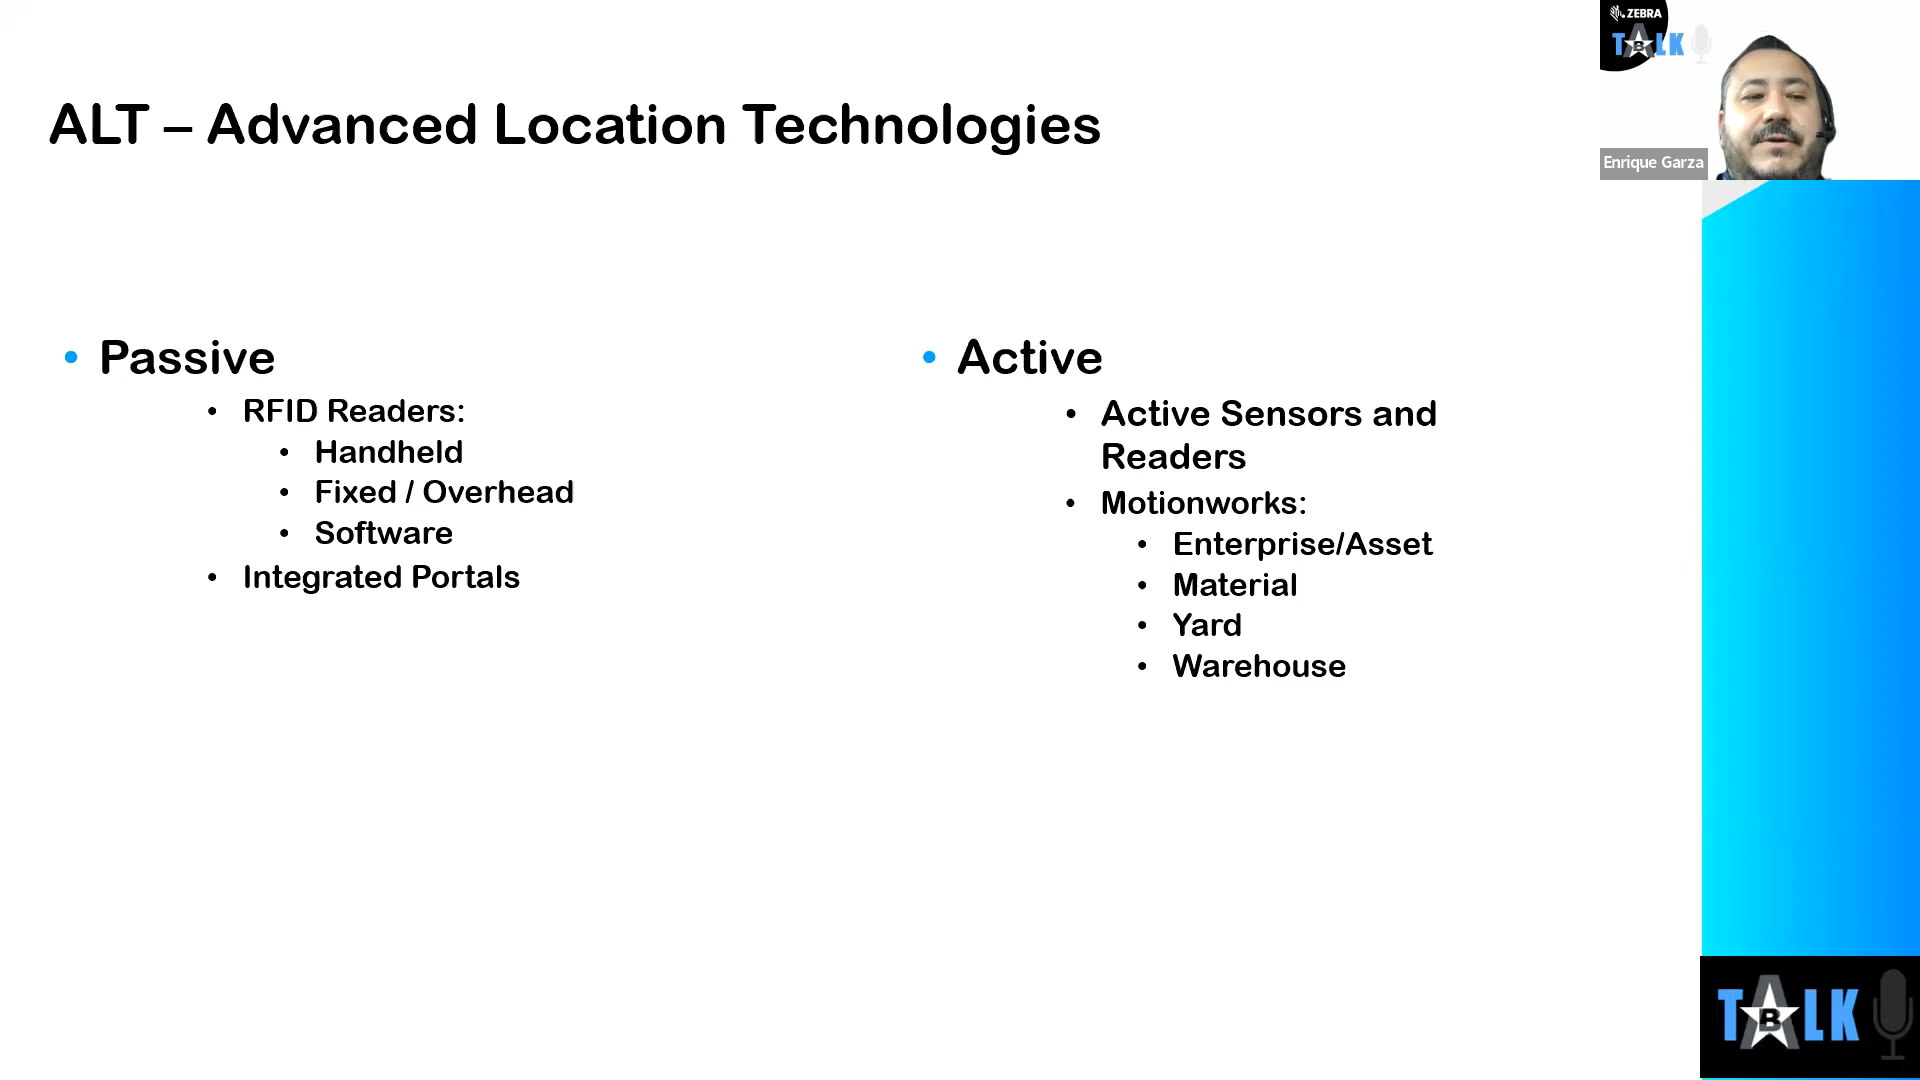 ZEBRA
TALK
B
Enrique Garza
ALT – Advanced Location Technologies
• Passive
• RFID Readers:
• Handheld
• Fixed / Overhead
• Software
• Integrated Portals
• Active
• Active Sensors and
Readers
• Motionworks:
• Enterprise/Asset
• Material
• Yard
• Warehouse
TALK
B